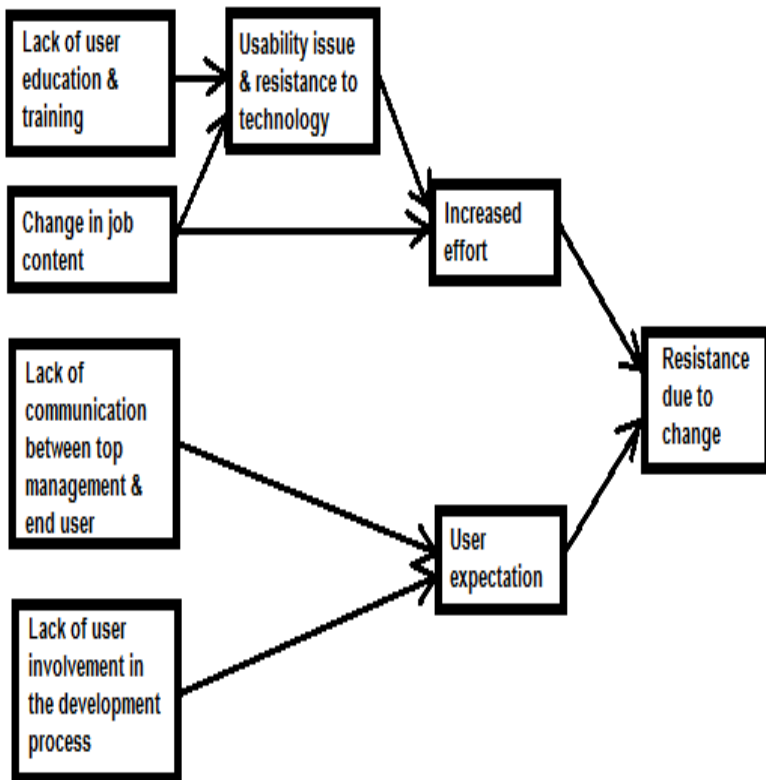 Lack of user
education &
training
Usability issue
& resistance to
technology
Change in job
content
Increased
effort
Lack of
communication
between top
management &
end user
Resistance
due to
change
User
expectation
Lack of user
involvement in
the development
process